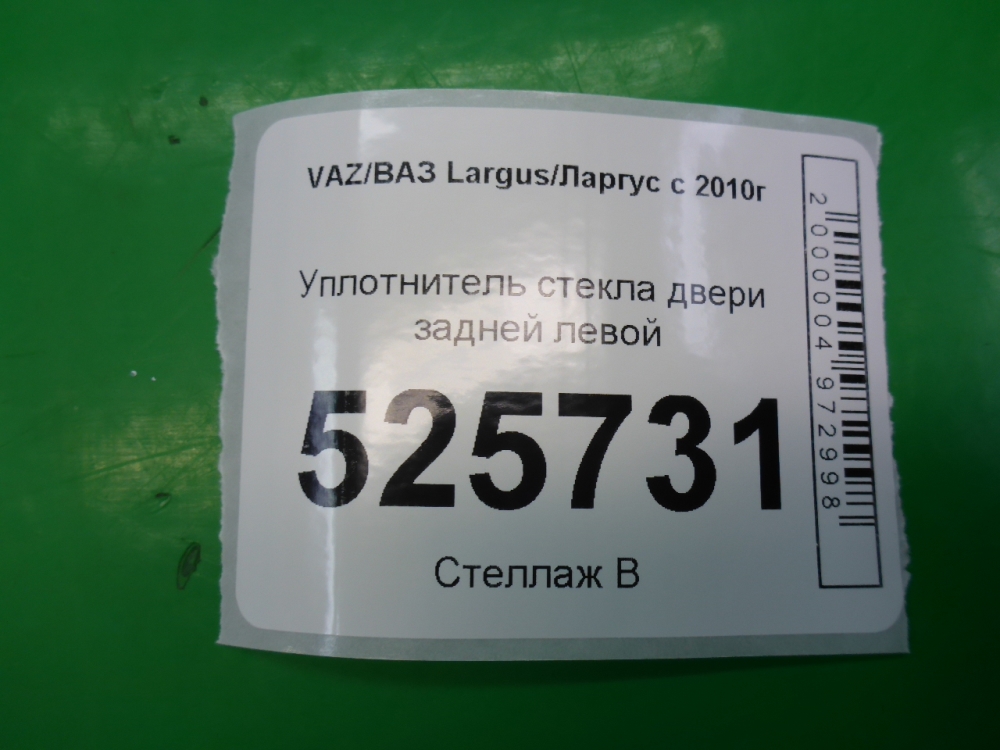 VAZ/ВАЗ Largus/Ларгус с 2010г
Уплотнитель стекла двери
задней левой
525731
Стеллаж В
2000004972998